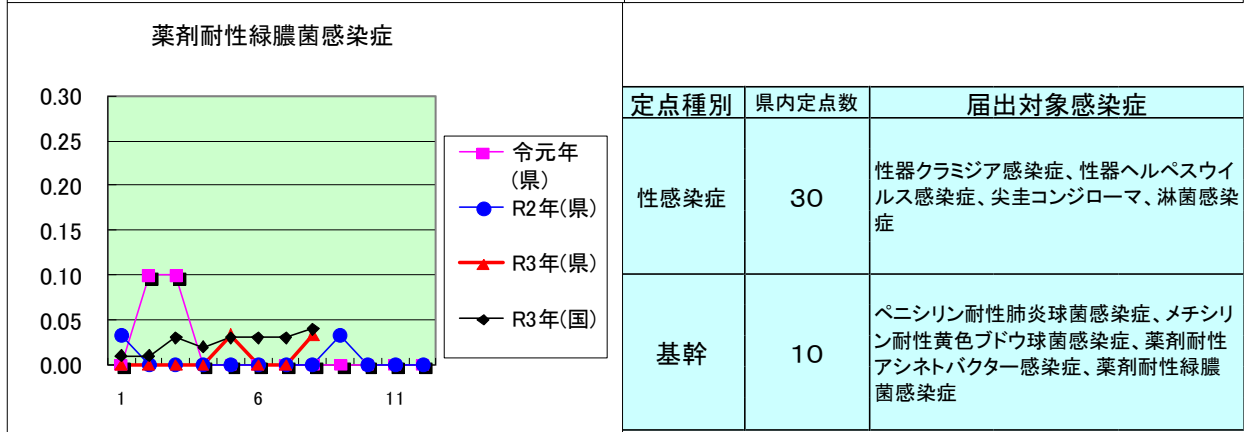 薬剤耐性緑膿菌感染症
0.30
0.25
0.20
0.15
0.10
0.05
0.00
1
6
11
令元年
(県)
R2年(県)
R3年(県)
R3年(国)
定点種別 県内定点数 届出対象感染症
性感染症 30
性器クラミジア感染症、性器ヘルペスウイ
ルス感染症、尖圭コンジローマ、淋菌感染
症
基幹 10
ペニシリン耐性肺炎球菌感染症、メチシリ
ン耐性黄色ブドウ球菌感染症、薬剤耐性
アシネトバクター感染症、薬剤耐性緑膿
菌感染症